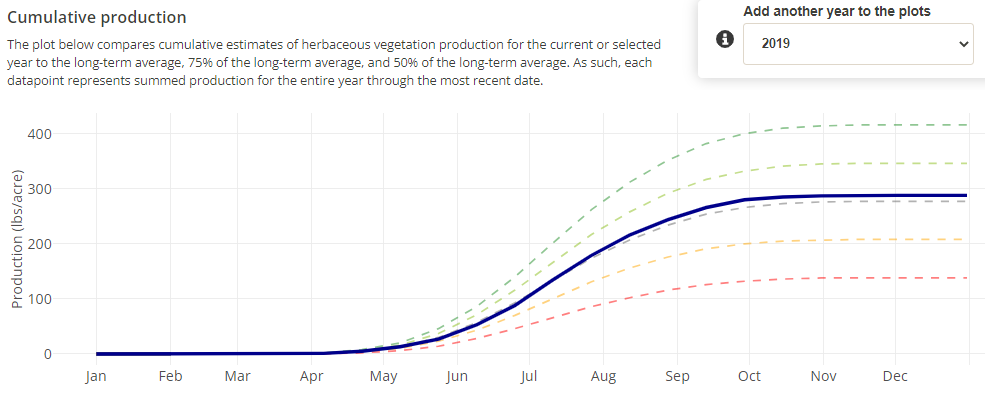 Cumulative production
Add another year to the plots
2019
The plot below compares cumulative estimates of herbaceous vegetation production for the current or selected
year to the long-term average, 75% of the long-term average, and 50% of the long-term average. As such, each
datapoint represents summed production for the entire year through the most recent date.
Production (lbs/acre)
400
300
200
100
0
Jan Feb Mar Apr May Jun Jul Aug Sep Oct Nov Dec